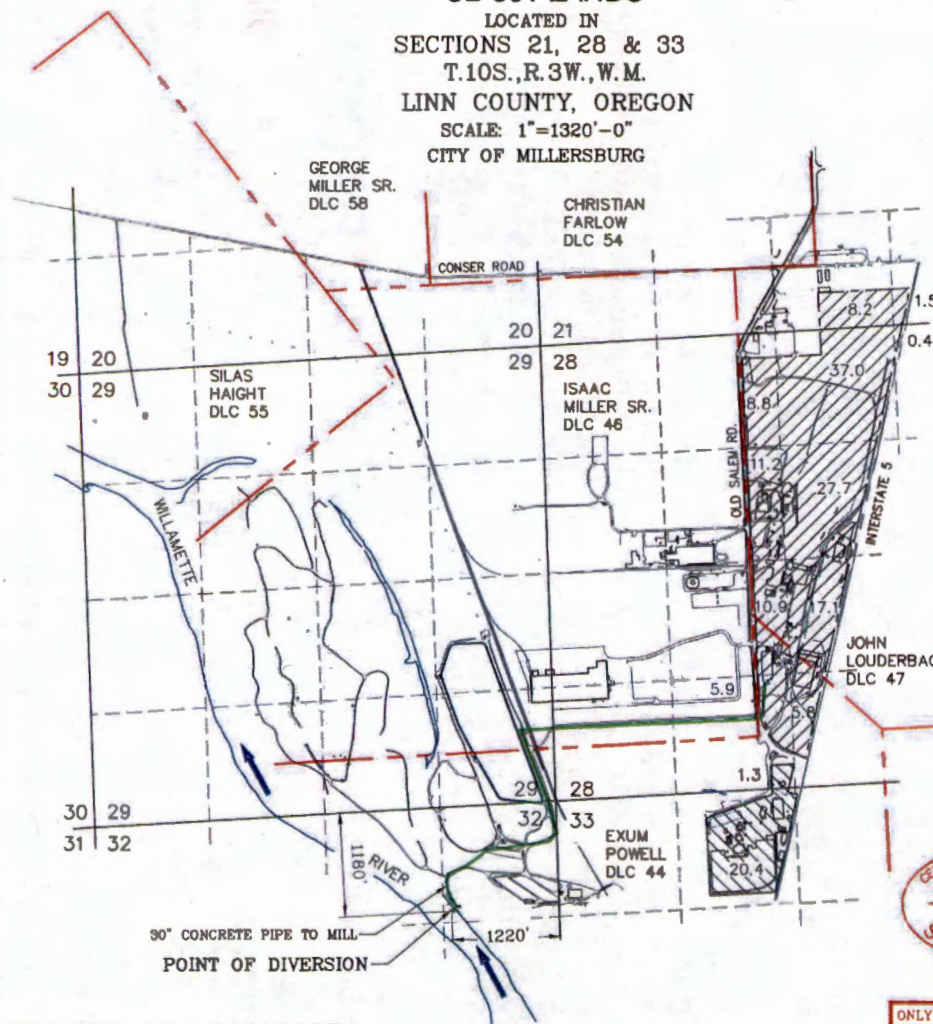 LOCATED IN
SECTIONS 21, 28 & 33
T.10S.,R.3W.,W.M.
LINN COUNTY, OREGON
SCALE: 1"=1320'-0"
CITY OF MILLERSBURG
GEORGE
MILLER SR.
DLC 58
CHRISTIAN
FARLOW
DLC 54
CONSER ROAD
8.2
1.5
20 21
29 28
0.4
19 20
30 29
37.0
SILAS
HAIGHT
DLC 55
ISAAC
MILLER SR.
DLC 46
8.8
OLD SALEM RD.
11.2
27.7
INTERSTATE 5
WILLAMETTE
10.9
17.1
JOHN
LOUDERBAC
DLC 47
5.9
5.8
1.3
29 28
32 33
30 29
31 32
1180'
RIVER
EXUM
POWELL
DLC 44
20.4
30" CONCRETE PIPE TO MILL
1220'
POINT OF DIVERSION
ONLY